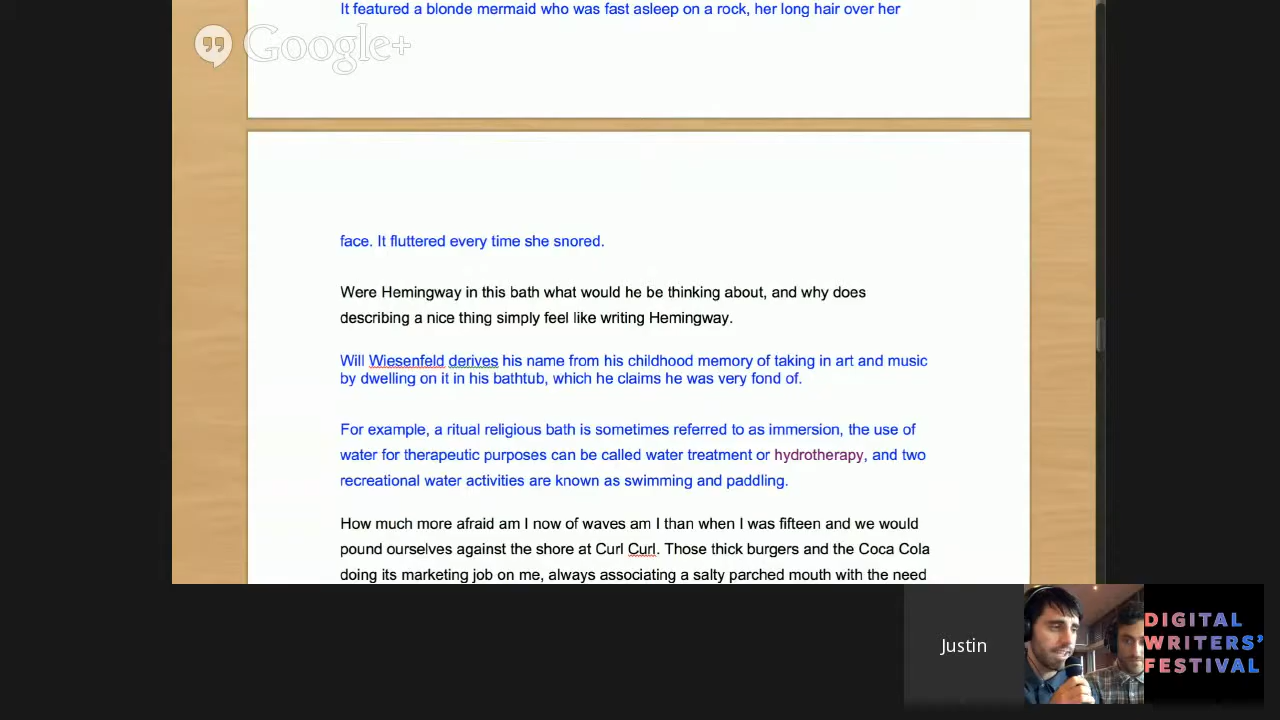 It featured a blonde mermaid who was fast asleep on a rock, her long hair over her
Google+
face. It fluttered every time she snored.
Were Hemingway in this bath what would he be thinking about, and why does
describing a nice thing simply feel like writing Hemingway.
Will Wiesenfeld derives his name from his childhood memory of taking in art and music
by dwelling on it in his bathtub, which he claims he was very fond of.
For example, a ritual religious bath is sometimes referred to as immersion, the use of
water for therapeutic purposes can be called water treatment or hydrotherapy, and two
recreational water activities are known as swimming and paddling.
How much more afraid am I now of waves am I than when I was fifteen and we would
pound ourselves against the shore at Curl Curl. Those thick burgers and the Coca Cola
doing its marketing job on me, always associating a salty parched mouth with the need
Justin
DIGITAL
WRITERS'
FESTIVAL